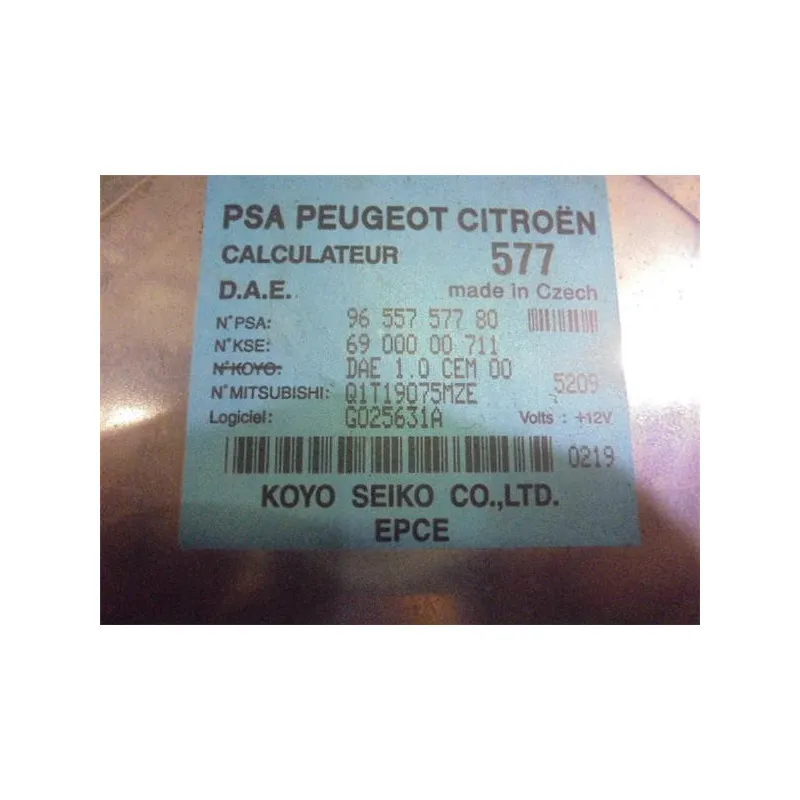 PSA PEUGEOT CITROËN
CALCULATEUR 577
D.A.E. made in Czech
N°PSA: 96 557 577 80
N°KSE: 69 000 00 711
N°KOYO: DAE 1.0 CEM 00
N°MITSUBISHI: Q1T19075MZE 5209
Logiciel: G025631A Volts : +12V
0219
KOYO SEIKO CO.,LTD.
EPCE